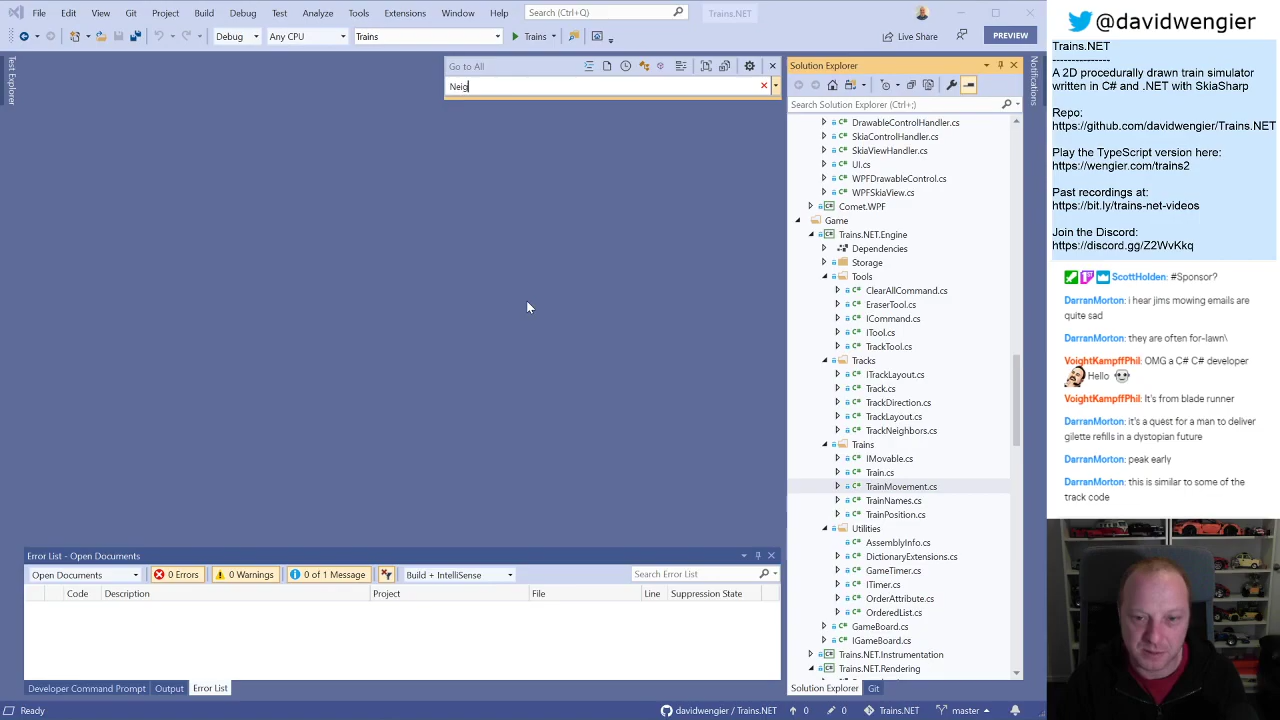 File Edit View Git Project Build Debug Test Analyze Tools Extensions Window Help Search (Ctrl+Q) Trains.NET
Debug Any CPU Trains Trains Live Share PREVIEW
Test Explorer
Go to All
Neig
Solution Explorer
Search Solution Explorer (Ctrl+;)
DrawableControlHandler.cs
SkiaControlHandler.cs
SkiaViewHandler.cs
UI.cs
WPFDrawableControl.cs
WPFSkiaView.cs
Comet.WPF
Game
Trains.NET.Engine
Dependencies
Storage
Tools
ClearAllCommand.cs
EraserTool.cs
ICommand.cs
ITool.cs
TrackTool.cs
Tracks
ITrackLayout.cs
Track.cs
TrackDirection.cs
TrackLayout.cs
TrackNeighbors.cs
Trains
IMovable.cs
Train.cs
TrainMovement.cs
TrainNames.cs
TrainPosition.cs
Utilities
AssemblyInfo.cs
DictionaryExtensions.cs
GameTimer.cs
ITimer.cs
OrderAttribute.cs
OrderedList.cs
GameBoard.cs
IGameBoard.cs
Trains.NET.Instrumentation
Trains.NET.Rendering
Solution Explorer Git
Notifications
Error List - Open Documents
Open Documents 0 Errors 0 Warnings 0 of 1 Message Build + IntelliSense Search Error List
Code Description Project File Line Suppression State
Developer Command Prompt Output Error List
Ready davidwengier / Trains.NET 0 0 Trains.NET master
@davidwengier
Trains.NET
---------------
A 2D procedurally drawn train simulator
written in C# and .NET with SkiaSharp
Repo:
https://github.com/davidwengier/Trains.NET
Play the TypeScript version here:
https://wengier.com/trains2
Past recordings at:
https://bit.ly/trains-net-videos
Join the Discord:
https://discord.gg/Z2WvKkq
ScottHolden: #Sponsor?
DarranMorton: i hear jims mowing emails are
quite sad
DarranMorton: they are often for-lawn\
VoightKampffPhil: OMG a C# C# developer
Hello
VoightKampffPhil: It's from blade runner
DarranMorton: it's a quest for a man to deliver
gilette refills in a dystopian future
DarranMorton: peak early
DarranMorton: this is similar to some of the
track code